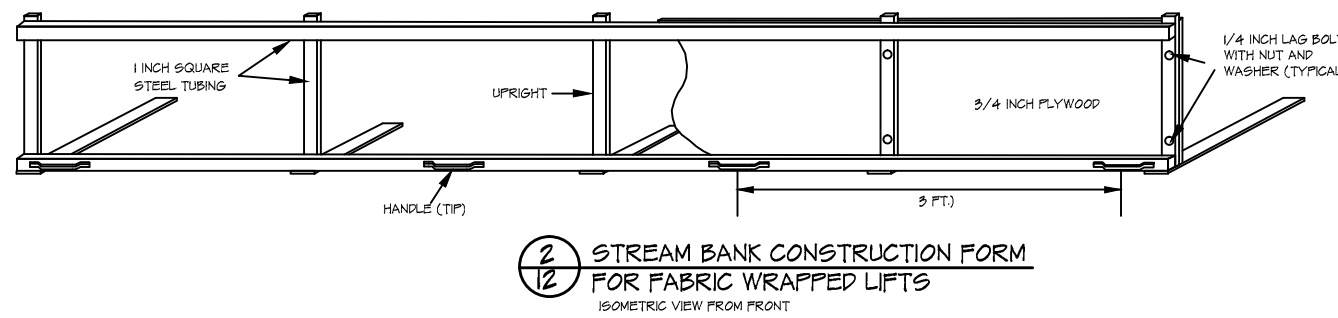 1 INCH SQUARE
STEEL TUBING
UPRIGHT
3/4 INCH PLYWOOD
1/4 INCH LAG BOLT
WITH NUT AND
WASHER (TYPICAL
HANDLE (TYP)
3 FT.)
2
12
STREAM BANK CONSTRUCTION FORM
FOR FABRIC WRAPPED LIFTS
ISOMETRIC VIEW FROM FRONT